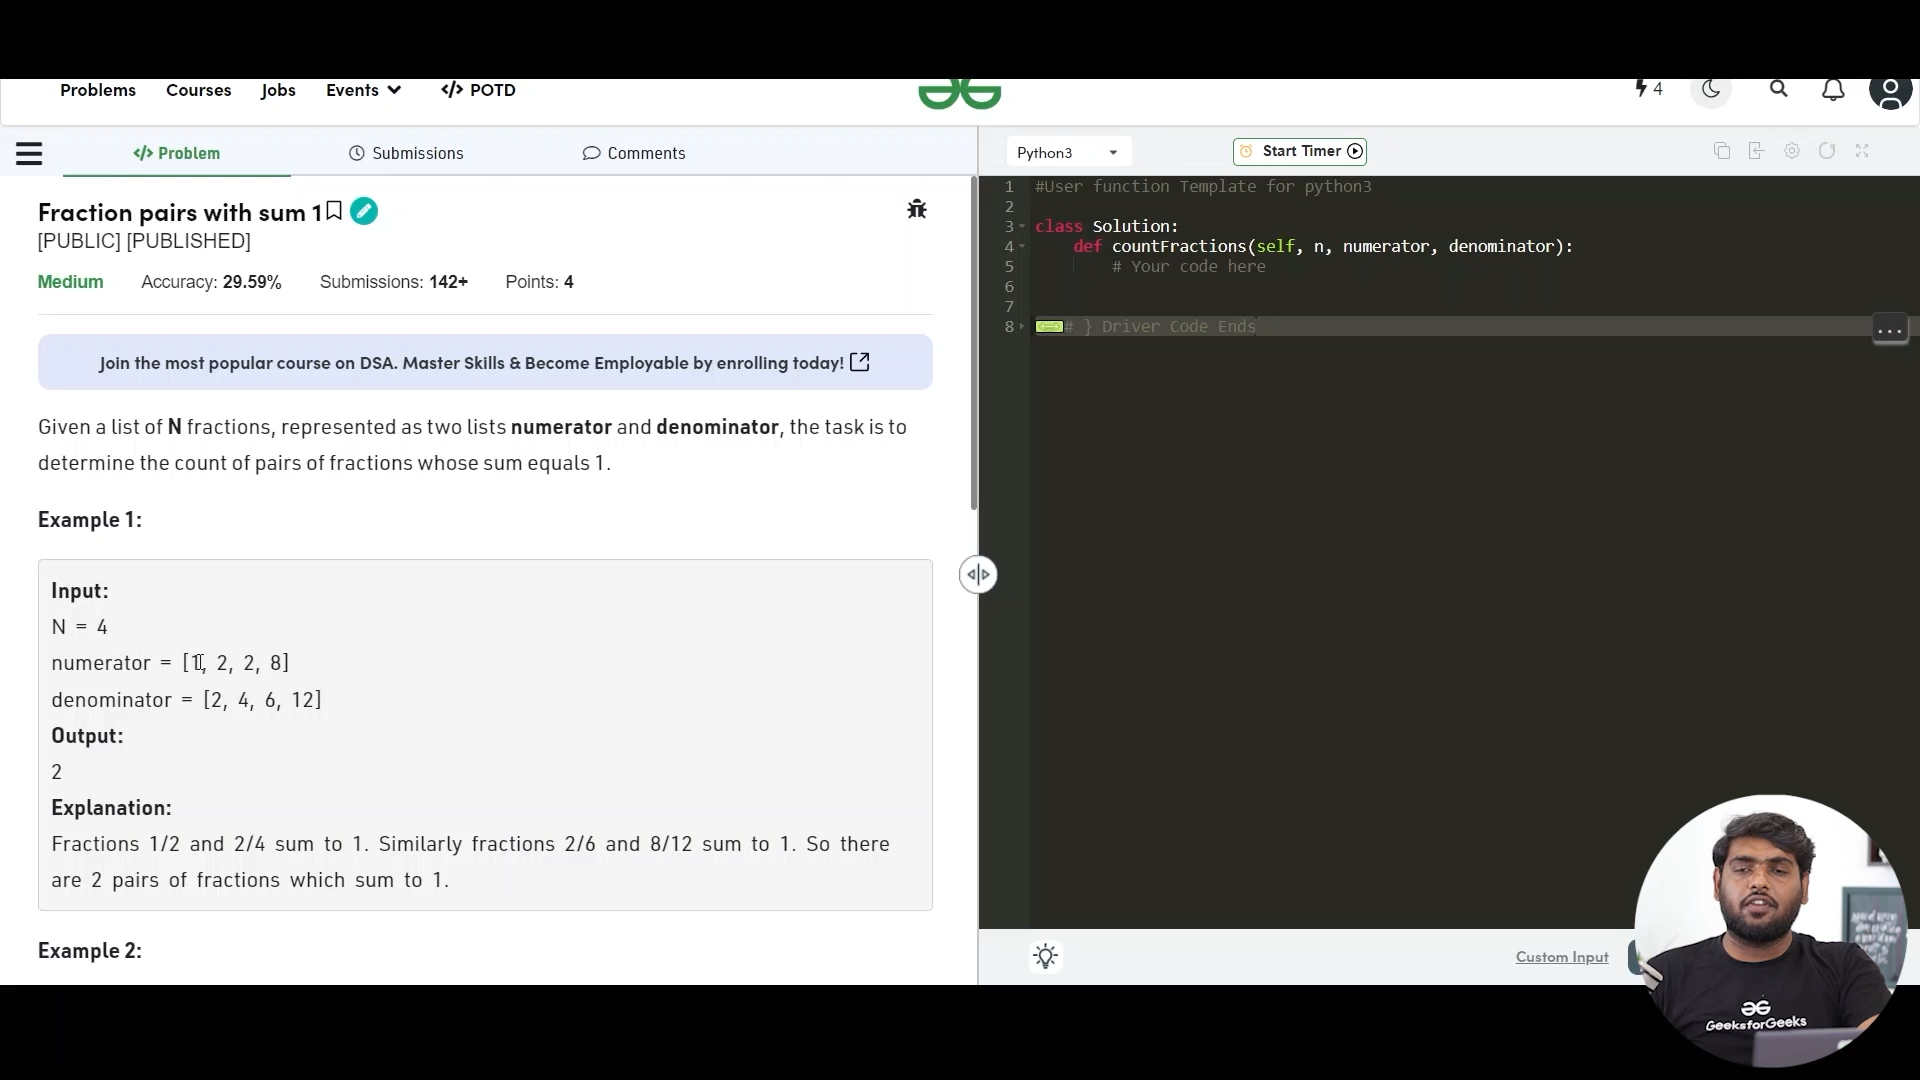 Problems Courses Jobs Events </> POTD
4
</> Problem Submissions Comments
Python3 Start Timer
Fraction pairs with sum 1
[PUBLIC] [PUBLISHED]
Medium Accuracy: 29.59% Submissions: 142+ Points: 4
Join the most popular course on DSA. Master Skills & Become Employable by enrolling today!
Given a list of N fractions, represented as two lists numerator and denominator, the task is to
determine the count of pairs of fractions whose sum equals 1.
Example 1:
Input:
N = 4
numerator = [1, 2, 2, 8]
denominator = [2, 4, 6, 12]
Output:
2
Explanation:
Fractions 1/2 and 2/4 sum to 1. Similarly fractions 2/6 and 8/12 sum to 1. So there
are 2 pairs of fractions which sum to 1.
Example 2:
1 #User function Template for python3
2
3 class Solution:
4 def countFractions(self, n, numerator, denominator):
5 # Your code here
6
7
8 # } Driver Code Ends
...
Custom Input
GeeksforGeeks